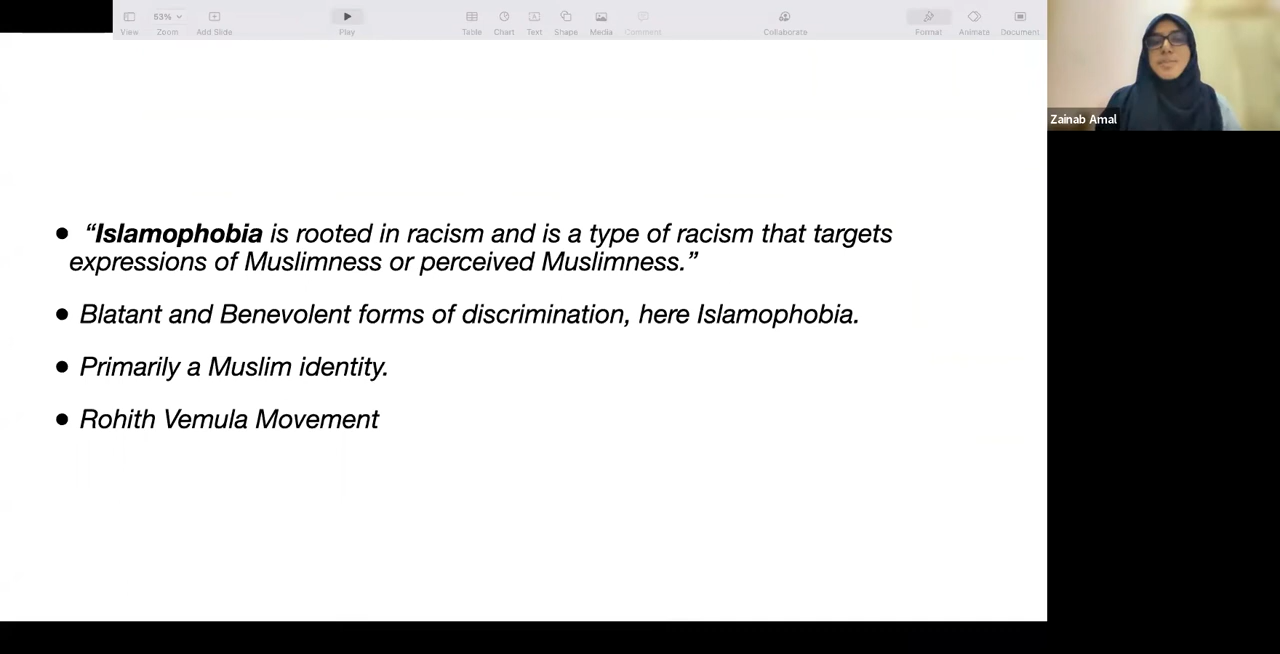 53%
View
Zoom
Add Slide
Play
Table
Chart
Text
Shape
Media
Comment
Collaborate
Format
Animate
Document
Zainab Amal
● “Islamophobia is rooted in racism and is a type of racism that targets
expressions of Muslimness or perceived Muslimness.”
● Blatant and Benevolent forms of discrimination, here Islamophobia.
● Primarily a Muslim identity.
● Rohith Vemula Movement